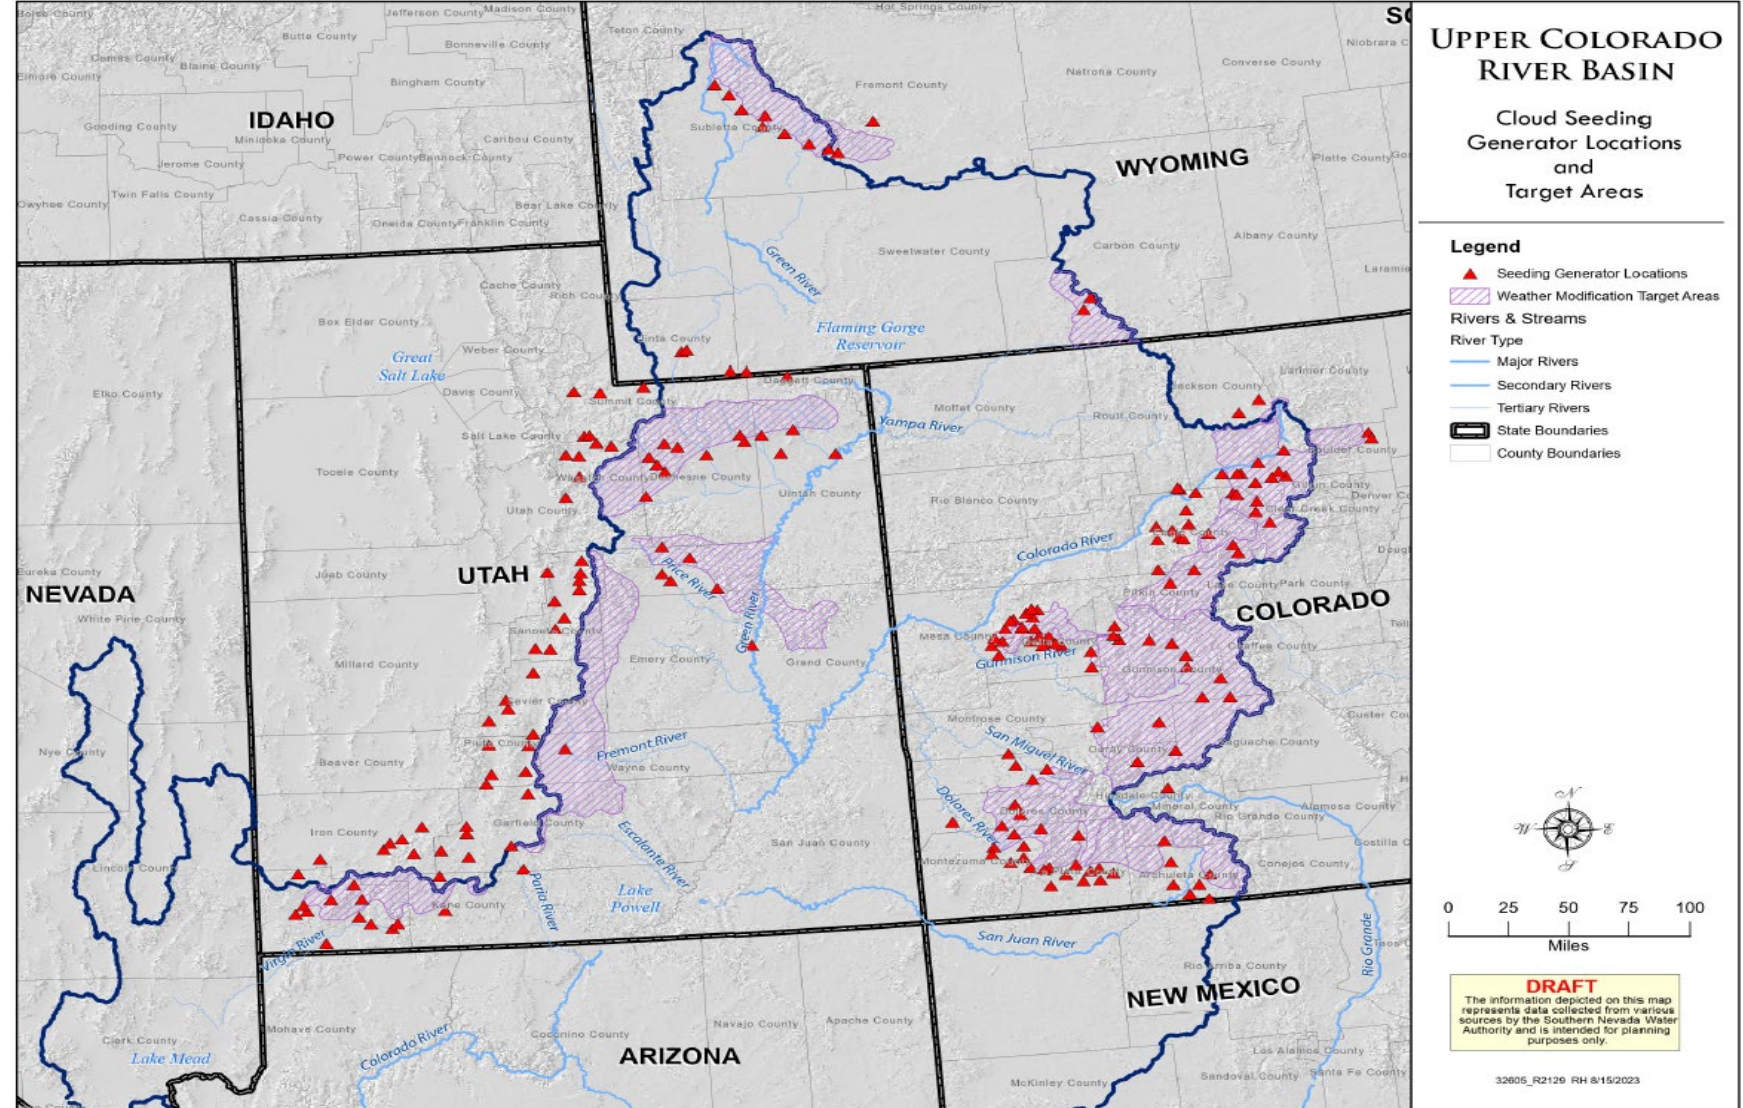 UPPER COLORADO
RIVER BASIN
Cloud Seeding
Generator Locations
and
Target Areas
Legend
Seeding Generator Locations
Weather Modification Target Areas
Rivers & Streams
River Type
Major Rivers
Secondary Rivers
Tertiary Rivers
State Boundaries
County Boundaries
N
W E
S
0 25 50 75 100
Miles
DRAFT
The information depicted on this map
represents data collected from various
sources by the Southern Nevada Water
Authority and is intended for planning
purposes only.
32605_R2129 RH 8/15/2023
Jefferson County
Madison County
Hot Springs County
Butte County
Teton County
Bonneville County
Niobrara C
Camas County
Blaine County
Converse County
Natrona County
Elmore County
Bingham County
Fremont County
IDAHO
Gooding County
Sublette County
Minidoka County
Caribou County
WYOMING
Jerome County
Power County
Bannock County
Platte County
Twin Falls County
Owyhee County
Bear Lake County
Cassia County
Oneida County
Franklin County
Albany County
Carbon County
Sweetwater County
Green River
Laramie
Cache County
Rich County
Box Elder County
Flaming Gorge
Reservoir
Uinta County
Weber County
Great
Salt Lake
Larimer County
Daggett County
Jackson County
Elko County
Davis County
Summit County
Moffat County
Routt County
Yampa River
Salt Lake County
Boulder County
Tooele County
Wasatch County
Duchesne County
Uintah County
Rio Blanco County
Gilpin County
Denver Co
Utah County
Clear Creek County
Eagle County
Colorado River
Eureka County
Juab County
UTAH
Price River
Lake County
Park County
Pitkin County
NEVADA
COLORADO
White Pine County
Green River
Sanpete County
Mesa County
Delta County
Chaffee County
Gunnison River
Millard County
Emery County
Grand County
Gunnison County
Sevier County
Montrose County
Custer Cou
Piute County
Fremont River
San Miguel River
Ouray County
Saguache County
Nye County
Beaver County
Wayne County
Dolores River
Hinsdale County
Mineral County
Alamosa County
Dolores County
Rio Grande County
Iron County
Garfield County
Escalante River
San Juan County
Costilla C
Lincoln County
Montezuma County
La Plata County
Archuleta County
Conejos County
Kane County
Paria River
Lake
Powell
Virgin River
San Juan River
Rio Grande
Taos C
Rio Arriba County
NEW MEXICO
Mohave County
Coconino County
Navajo County
Apache County
Clark County
Lake Mead
Colorado River
ARIZONA
Los Alamos County
McKinley County
Sandoval County
Santa Fe County